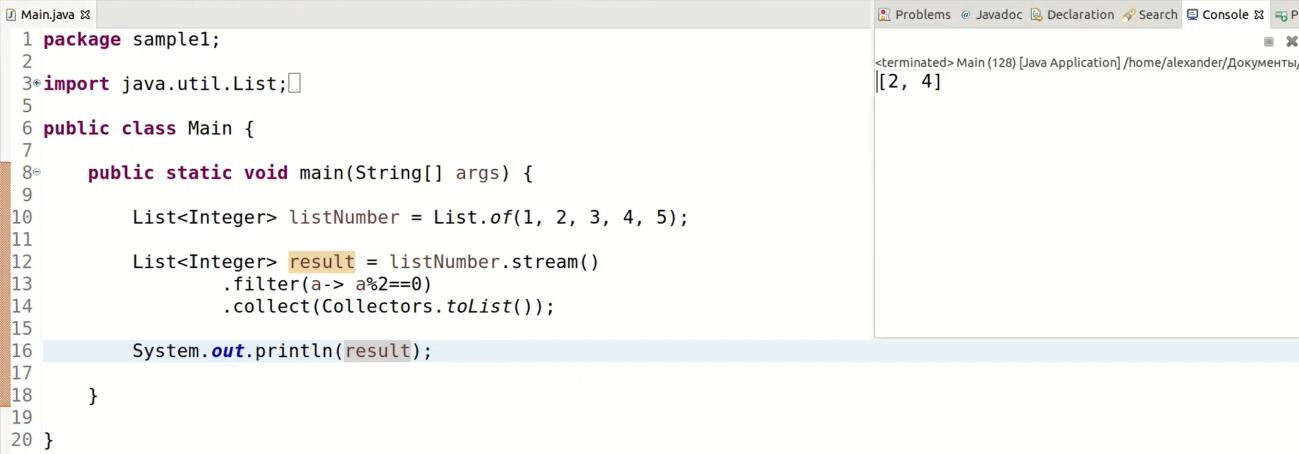 Main.java
1 package sample1;
2
3 import java.util.List;
5
6 public class Main {
7
8 public static void main(String[] args) {
9
10 List<Integer> listNumber = List.of(1, 2, 3, 4, 5);
11
12 List<Integer> result = listNumber.stream()
13 .filter(a-> a%2==0)
14 .collect(Collectors.toList());
15
16 System.out.println(result);
17
18 }
19
20 }
Problems Javadoc Declaration Search Console P
<terminated> Main (128) [Java Application] /home/alexander/Документы/
[2, 4]